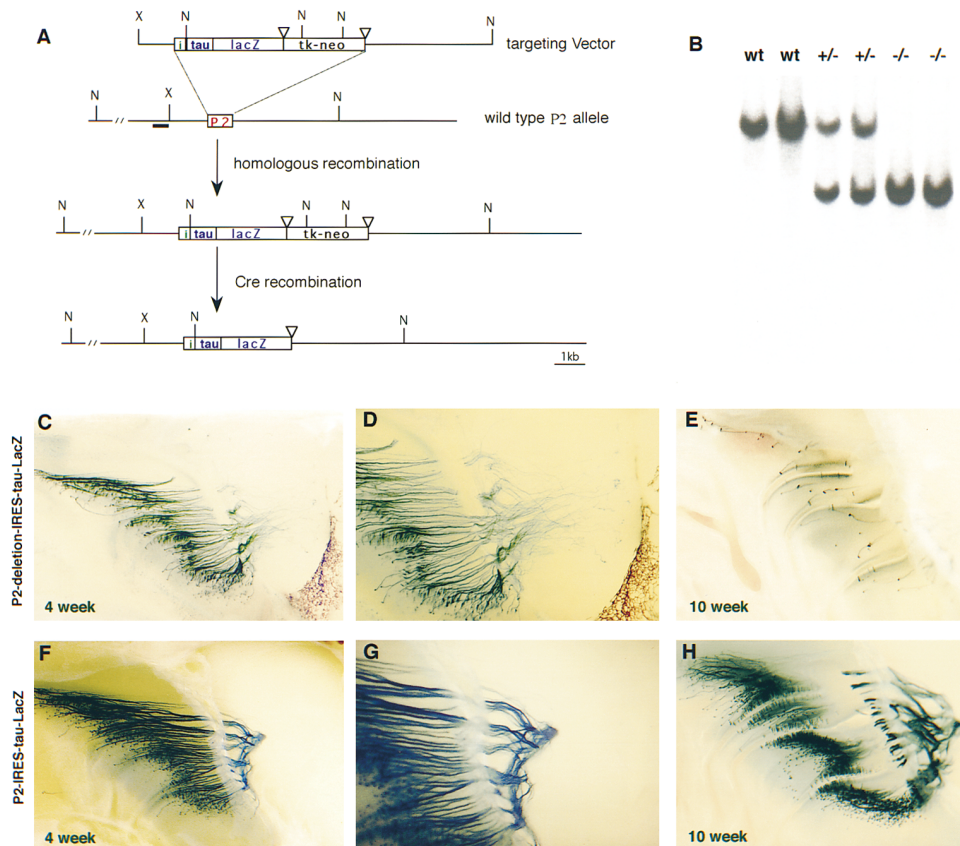 A
X N N N N
i tau lacZ tk-neo
targeting Vector
N X N
//
P2
wild type P2 allele
homologous recombination
N X N N N N
//
i tau lacZ tk-neo
Cre recombination
N X N N
//
i tau lacZ
1kb
B
wt wt +/- +/- -/- -/-
P2-deletion-IRES-tau-LacZ
C
4 week
D
E
10 week
P2-IRES-tau-LacZ
F
4 week
G
H
10 week